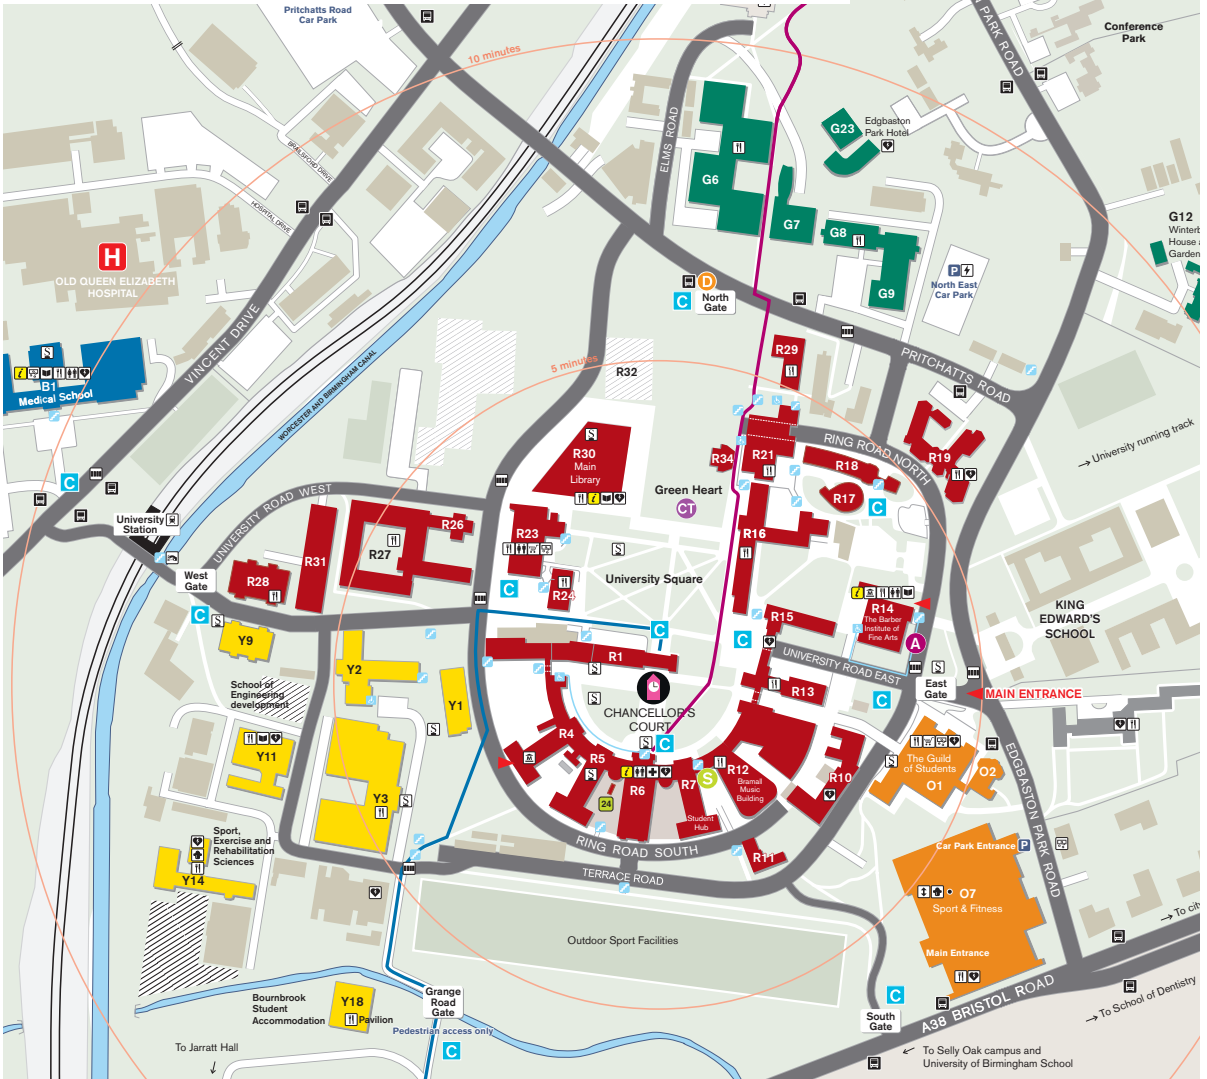 Pritchatts Road
Car Park
10 minutes
N PARK ROAD
Conference
Park
ELMS ROAD
G23
Edgbaston
Park Hotel
BRAILSFORD DRIVE
G6
HOSPITAL DRIVE
G7
G8
G12
Winterb
House a
Garden
H
OLD QUEEN ELIZABETH
HOSPITAL
P
North East
Car Park
G9
D
C
North
Gate
VINCENT DRIVE
WORCESTER AND BIRMINGHAM CANAL
5 minutes
R32
R29
PRITCHATTS ROAD
B1
Medical School
R30
Main
Library
R34
R21
RING ROAD NORTH
R18
R19
University running track
R17
C
C
Green Heart
CT
UNIVERSITY ROAD WEST
University
Station
R26
R27
R23
R16
R31
West
Gate
R28
R24
C
University Square
R14
The Barber
Institute of
Fine Arts
A
KING
EDWARD'S
SCHOOL
C
Y9
C
C
R15
R1
UNIVERSITY ROAD EAST
East
Gate
MAIN ENTRANCE
Y2
School of
Engineering
development
Y1
CHANCELLOR'S
COURT
R13
C
Y11
R4
C
R5
R6
R7
S
R12
Bramall
Music
Building
R10
The Guild
of Students
O1
O2
EDGBASTON PARK ROAD
Y3
24
Student
Hub
Sport,
Exercise and
Rehabilitation
Sciences
RING ROAD SOUTH
R11
Car Park Entrance
P
Y14
TERRACE ROAD
O7
Sport & Fitness
To city
Outdoor Sport Facilities
Main Entrance
Bournbrook
Student
Accommodation
Y18
Pavilion
Grange
Road
Gate
Pedestrian access only
C
C
South
Gate
A38 BRISTOL ROAD
To School of Dentistry
To Jarratt Hall
To Selly Oak campus and
University of Birmingham School